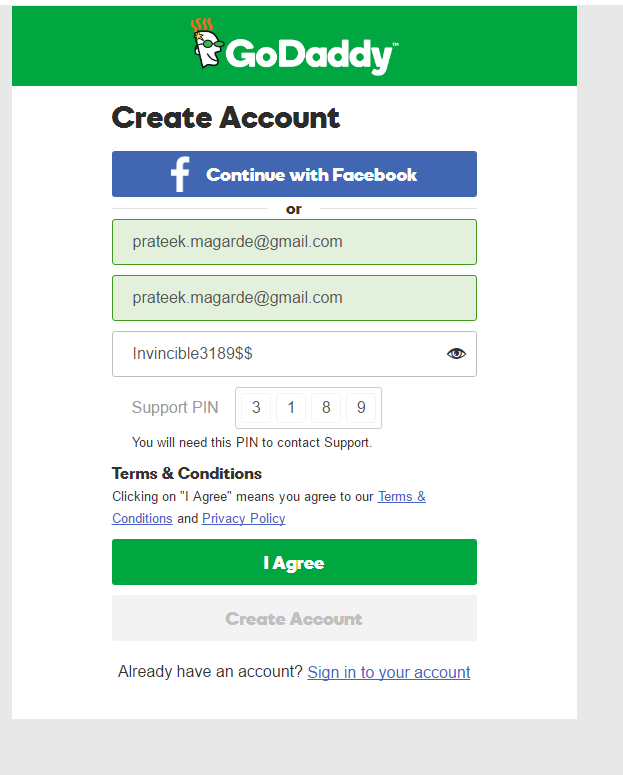 GoDaddy™
Create Account
f Continue with Facebook
or
prateek.magarde@gmail.com
prateek.magarde@gmail.com
Invincible3189$$
Support PIN 3 1 8 9
You will need this PIN to contact Support.
Terms & Conditions
Clicking on "I Agree" means you agree to our Terms &
Conditions and Privacy Policy
I Agree
Create Account
Already have an account? Sign in to your account